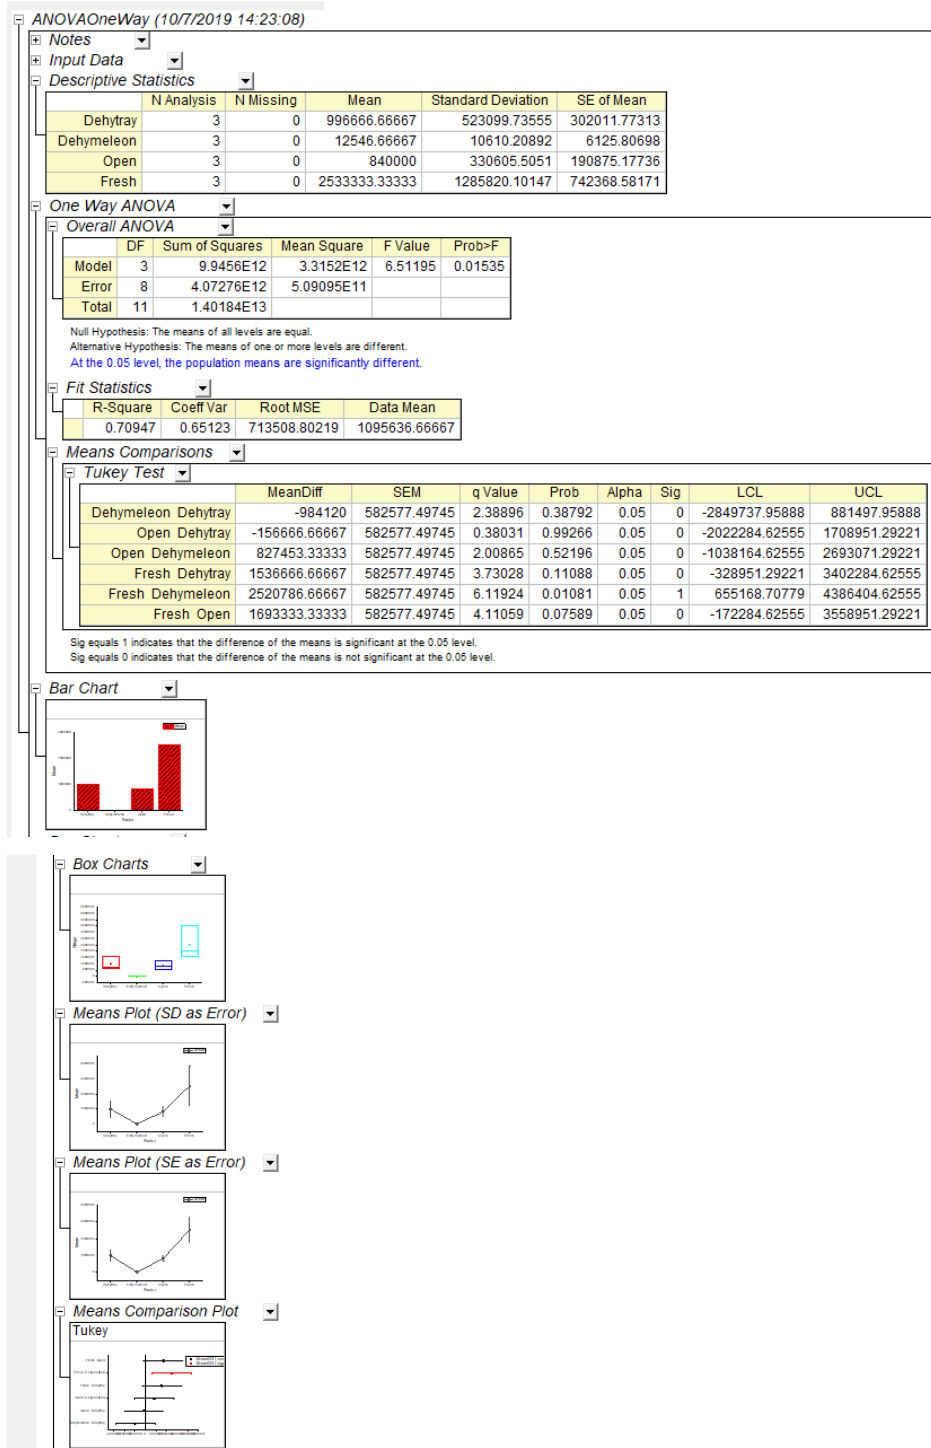 ANOVAOneWay (10/7/2019 14:23:08)
Notes
Input Data
Descriptive Statistics
N Analysis N Missing Mean Standard Deviation SE of Mean
Dehytray 3 0 996666.66667 523099.73555 302011.77313
Dehymeleon 3 0 12546.66667 10610.20892 6125.80698
Open 3 0 840000 330605.5051 190875.17736
Fresh 3 0 2533333.33333 1285820.10147 742368.58171
One Way ANOVA
Overall ANOVA
DF Sum of Squares Mean Square F Value Prob>F
Model 3 9.9456E12 3.3152E12 6.51195 0.01535
Error 8 4.07276E12 5.09095E11
Total 11 1.40184E13
Null Hypothesis: The means of all levels are equal.
Alternative Hypothesis: The means of one or more levels are different.
At the 0.05 level, the population means are significantly different.
Fit Statistics
R-Square Coeff Var Root MSE Data Mean
0.70947 0.65123 713508.80219 1095636.66667
Means Comparisons
Tukey Test
MeanDiff SEM q Value Prob Alpha Sig LCL UCL
Dehymeleon Dehytray -984120 582577.49745 2.38896 0.38792 0.05 0 -2849737.95888 881497.95888
Open Dehytray -156666.66667 582577.49745 0.38031 0.99266 0.05 0 -2022284.62555 1708951.29221
Open Dehymeleon 827453.33333 582577.49745 2.00865 0.52196 0.05 0 -1038164.62555 2693071.29221
Fresh Dehytray 1536666.66667 582577.49745 3.73028 0.11088 0.05 0 -328951.29221 3402284.62555
Fresh Dehymeleon 2520786.66667 582577.49745 6.11924 0.01081 0.05 1 655168.70779 4386404.62555
Fresh Open 1693333.33333 582577.49745 4.11059 0.07589 0.05 0 -172284.62555 3558951.29221
Sig equals 1 indicates that the difference of the means is significant at the 0.05 level.
Sig equals 0 indicates that the difference of the means is not significant at the 0.05 level.
Bar Chart
Box Charts
Means Plot (SD as Error)
Means Plot (SE as Error)
Means Comparison Plot
Tukey